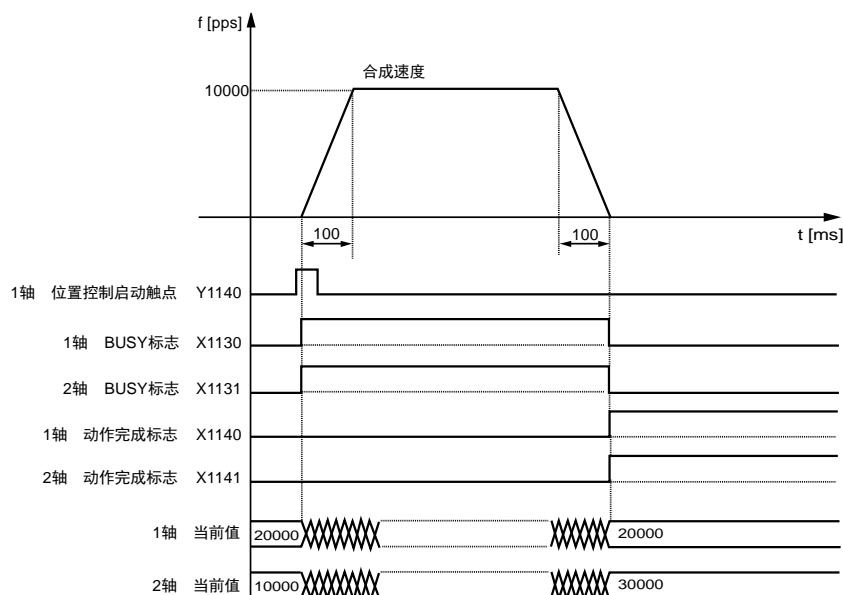 f [pps]
合成速度
10000
100
100
t [ms]
1轴 位置控制启动触点 Y1140
1轴 BUSY标志 X1130
2轴 BUSY标志 X1131
1轴 动作完成标志 X1140
2轴 动作完成标志 X1141
1轴 当前值 20000 20000
2轴 当前值 10000 30000